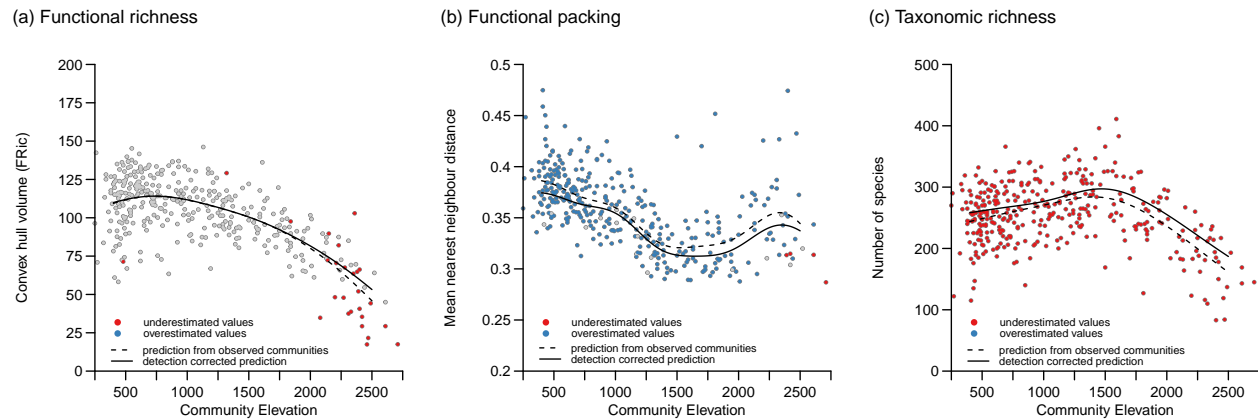 (a) Functional richness
200
175
150
125
100
75
50
25
0
Convex hull volume (FRic)
underestimated values
overestimated values
prediction from observed communities
detection corrected prediction
500
1000
1500
2000
2500
Community Elevation
(b) Functional packing
0.5
0.45
0.4
0.35
0.3
0.25
0.2
Mean nearest neighbour distance
underestimated values
overestimated values
prediction from observed communities
detection corrected prediction
500
1000
1500
2000
2500
Community Elevation
(c) Taxonomic richness
500
400
300
200
100
0
Number of species
underestimated values
overestimated values
prediction from observed communities
detection corrected prediction
500
1000
1500
2000
2500
Community Elevation